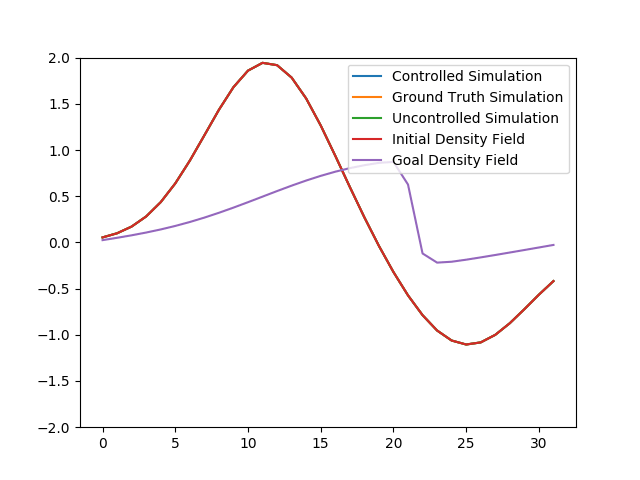 2.0
1.5
1.0
0.5
0.0
−0.5
−1.0
−1.5
−2.0
0 5 10 15 20 25 30
Controlled Simulation
Ground Truth Simulation
Uncontrolled Simulation
Initial Density Field
Goal Density Field